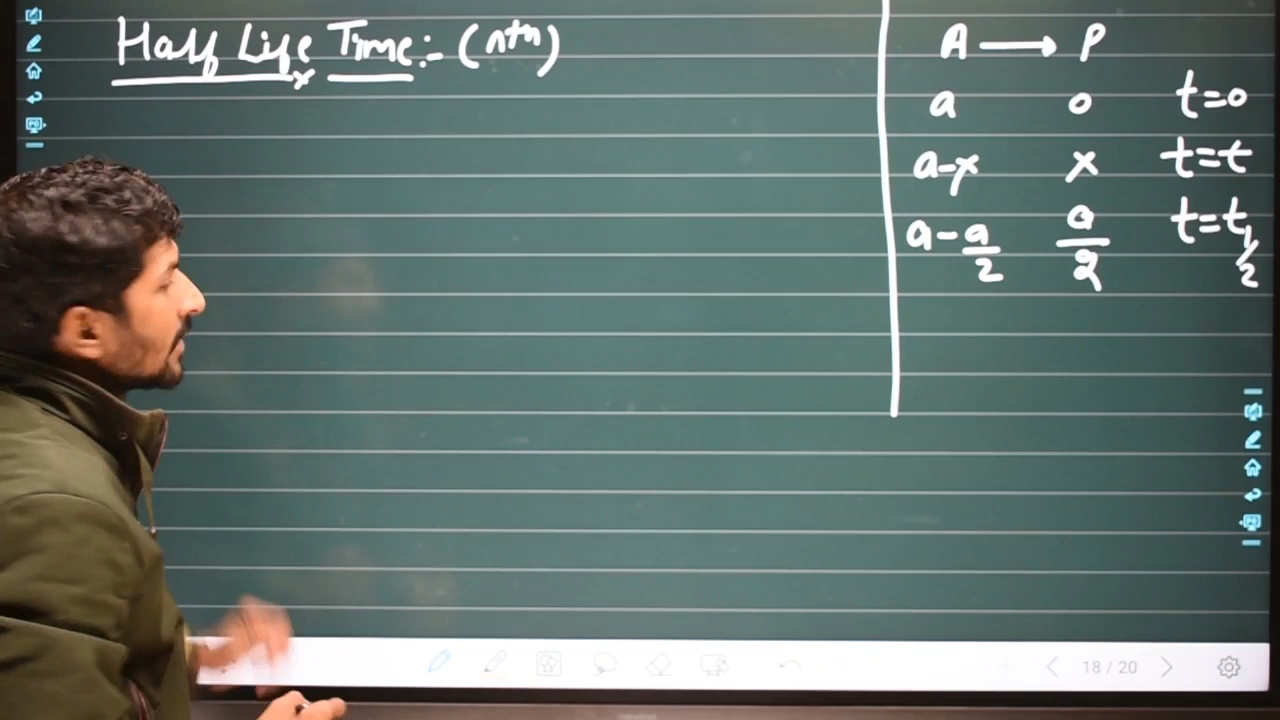 Half Life Time:- (nth)
A → P
a 0 t=0
a-x x t=t
a-a/2 a/2 t=t1/2
18 / 20